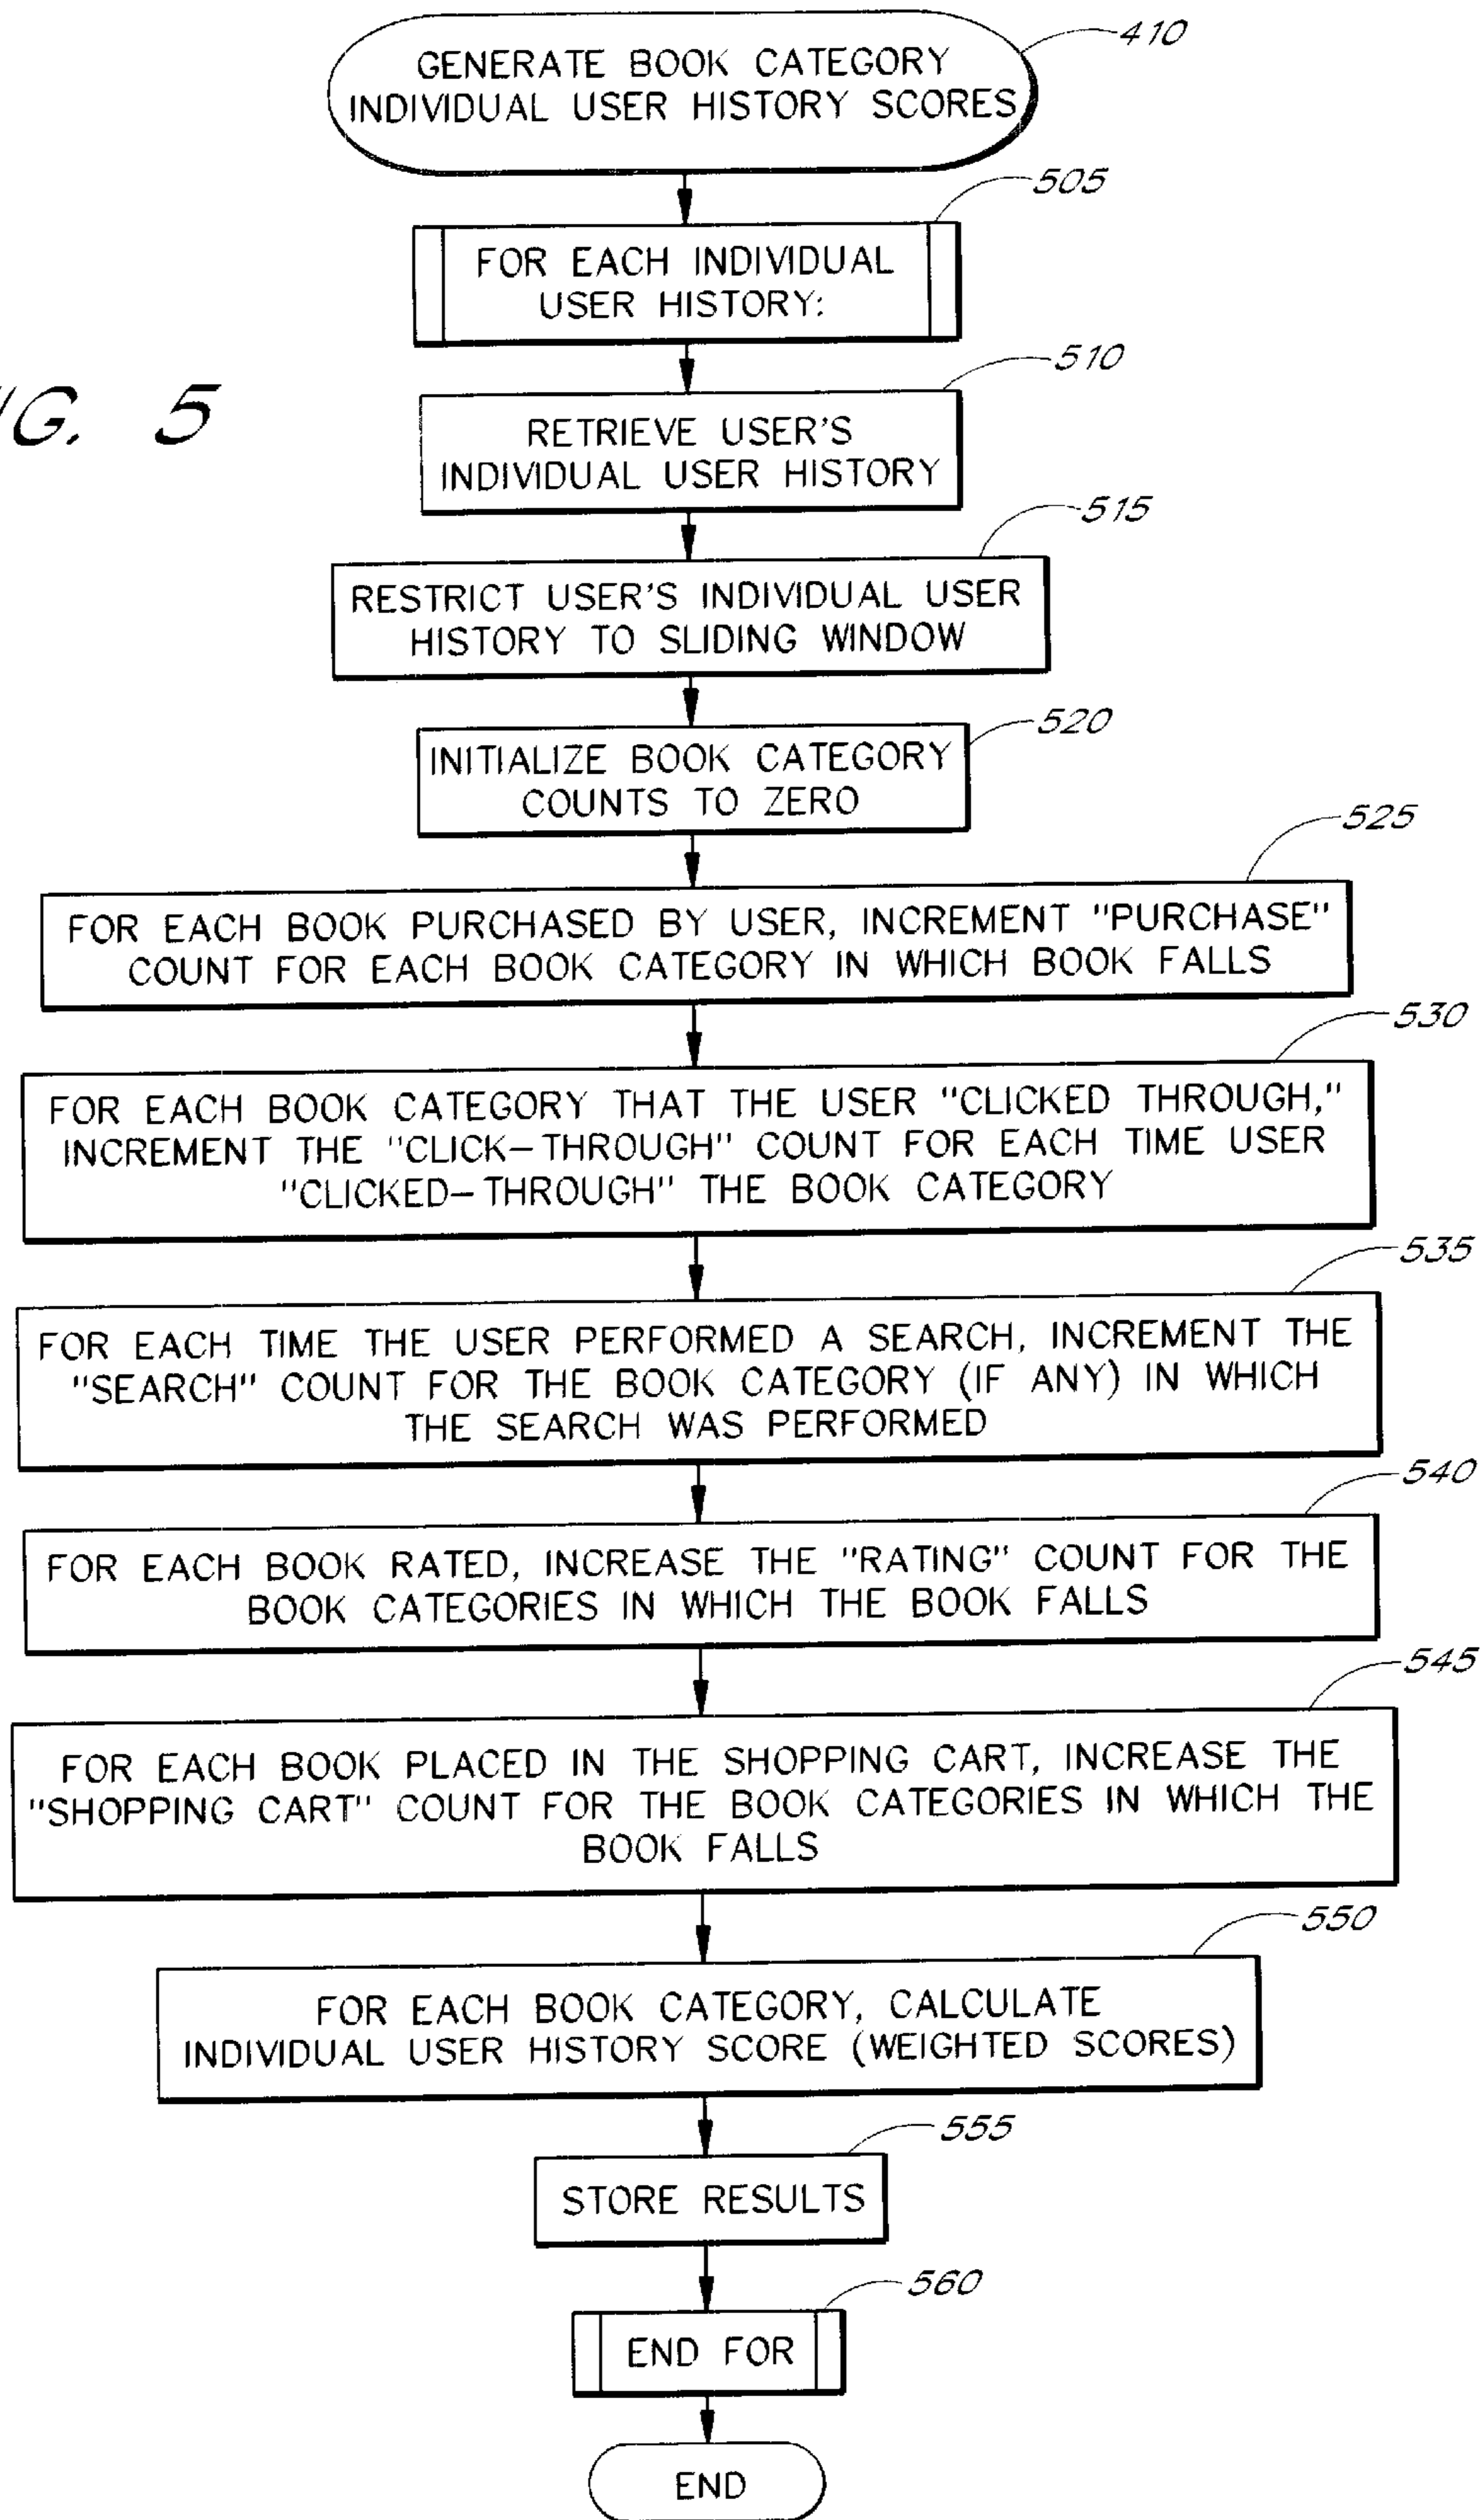 410
GENERATE BOOK CATEGORY
INDIVIDUAL USER HISTORY SCORES
505
FOR EACH INDIVIDUAL
USER HISTORY:
510
G. 5
RETRIEVE USER'S
INDIVIDUAL USER HISTORY
515
RESTRICT USER'S INDIVIDUAL USER
HISTORY TO SLIDING WINDOW
520
INITIALIZE BOOK CATEGORY
COUNTS TO ZERO
525
FOR EACH BOOK PURCHASED BY USER, INCREMENT "PURCHASE"
COUNT FOR EACH BOOK CATEGORY IN WHICH BOOK FALLS
530
FOR EACH BOOK CATEGORY THAT THE USER "CLICKED THROUGH,"
INCREMENT THE "CLICK-THROUGH" COUNT FOR EACH TIME USER
"CLICKED-THROUGH" THE BOOK CATEGORY
535
FOR EACH TIME THE USER PERFORMED A SEARCH, INCREMENT THE
"SEARCH" COUNT FOR THE BOOK CATEGORY (IF ANY) IN WHICH
THE SEARCH WAS PERFORMED
540
FOR EACH BOOK RATED, INCREASE THE "RATING" COUNT FOR THE
BOOK CATEGORIES IN WHICH THE BOOK FALLS
545
FOR EACH BOOK PLACED IN THE SHOPPING CART, INCREASE THE
"SHOPPING CART" COUNT FOR THE BOOK CATEGORIES IN WHICH THE
BOOK FALLS
550
FOR EACH BOOK CATEGORY, CALCULATE
INDIVIDUAL USER HISTORY SCORE (WEIGHTED SCORES)
555
STORE RESULTS
560
END FOR
END